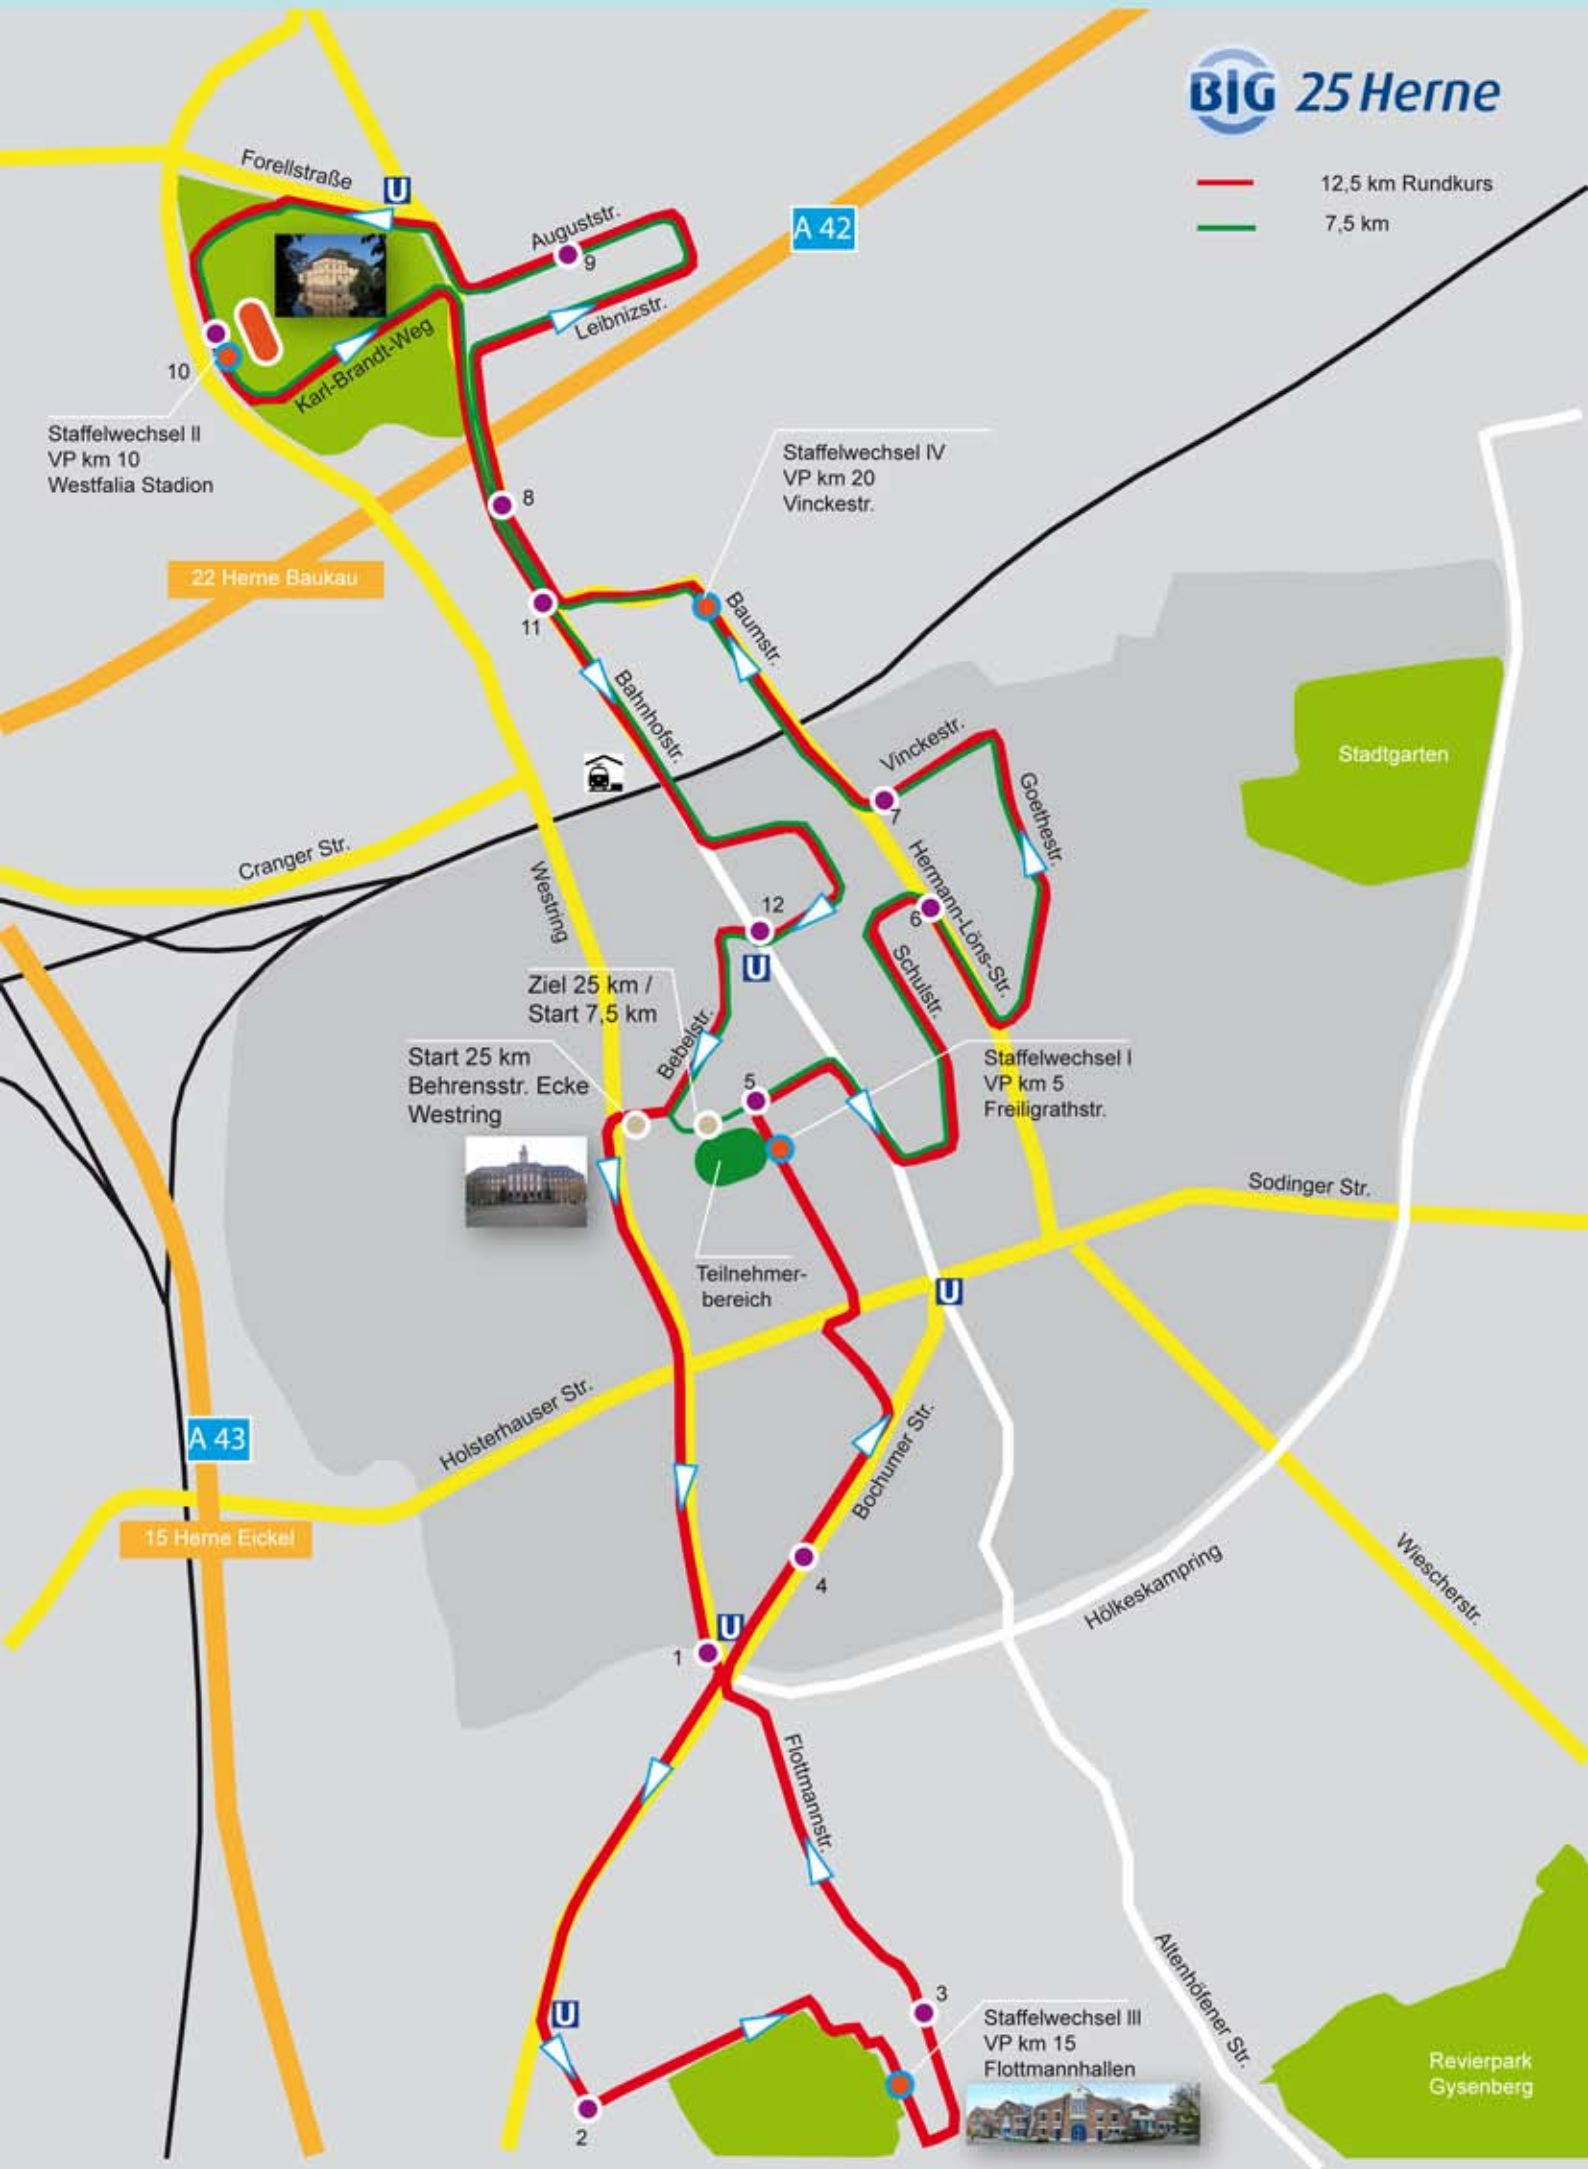 BIG 25 Herne
12,5 km Rundkurs
7,5 km
Forellstraße
U
Auguststr.
9
A 42
Leibnizstr.
Karl-Brandt-Weg
10
Staffelwechsel II
VP km 10
Westfalia Stadion
Staffelwechsel IV
VP km 20
Vinckestr.
8
22 Herne Baukau
11
Baumstr.
Bahnhofstr.
Vinckestr.
7
Goethestr.
Stadtgarten
Cranger Str.
Westring
Hermann-Löns-Str.
12
6
U
Schulstr.
Ziel 25 km /
Start 7,5 km
Bebelstr.
Start 25 km
Behrensstr. Ecke
Westring
5
Staffelwechsel I
VP km 5
Freiligrathstr.
Sodinger Str.
Teilnehmer-
bereich
U
Holsterhauser Str.
A 43
Bochumer Str.
15 Herne Eickel
4
Hölkeskampring
Wiescherstr.
U
1
Flottmannstr.
Altenhöfener Str.
3
U
Staffelwechsel III
VP km 15
Flottmannhallen
Revierpark
Gysenberg
2